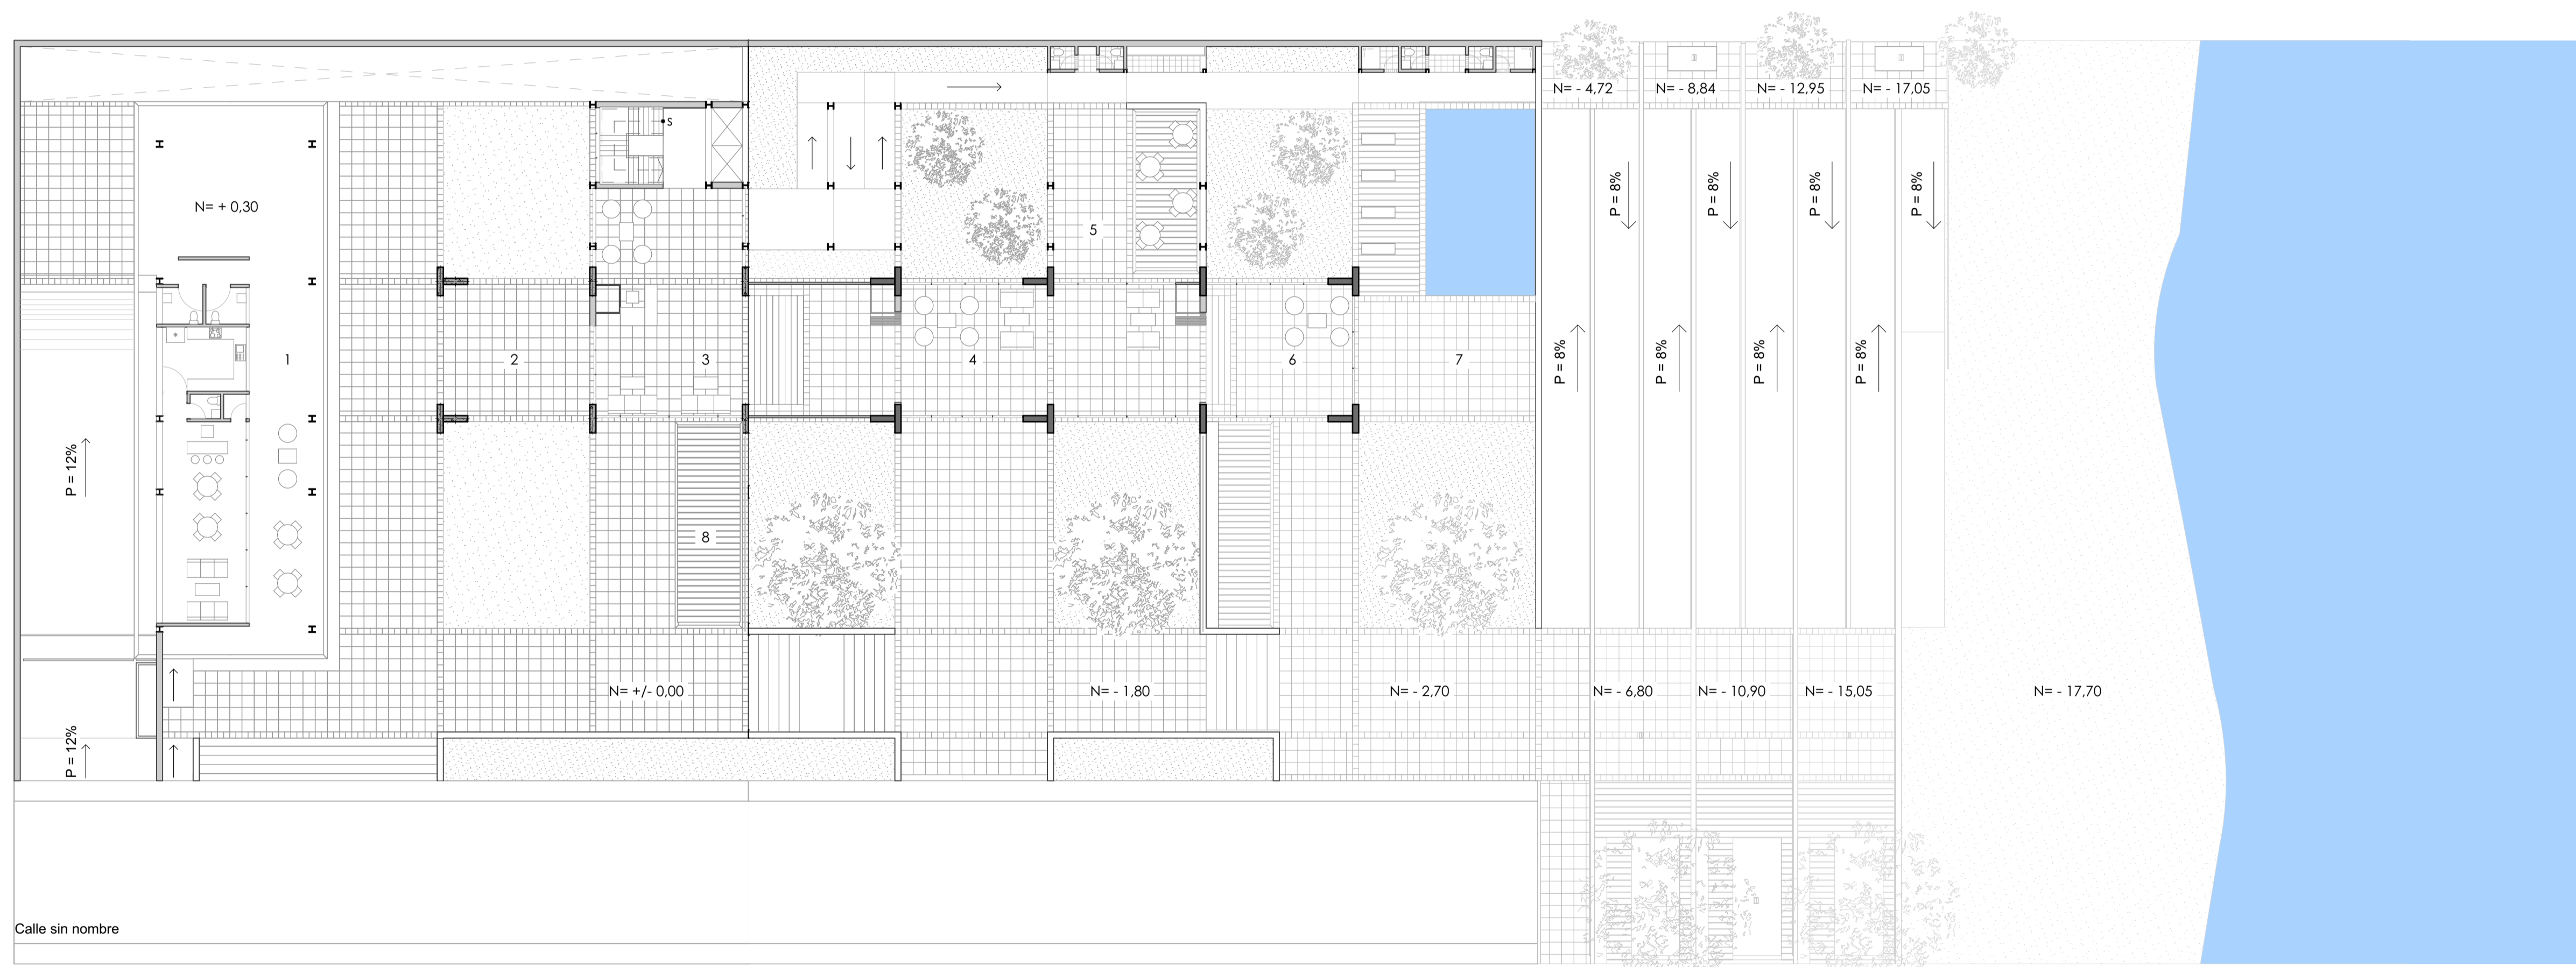 N= - 4,72
N= - 8,84
N= - 12,95
N= - 17,05
S
N= + 0,30
P = 8%
P = 8%
P = 8%
P = 8%
5
1
2
3
4
6
7
P = 8%
P = 8%
P = 8%
P = 8%
P = 12%
8
N= +/- 0,00
N= - 1,80
N= - 2,70
N= - 6,80
N= - 10,90
N= - 15,05
N= - 17,70
P = 12%
Calle sin nombre